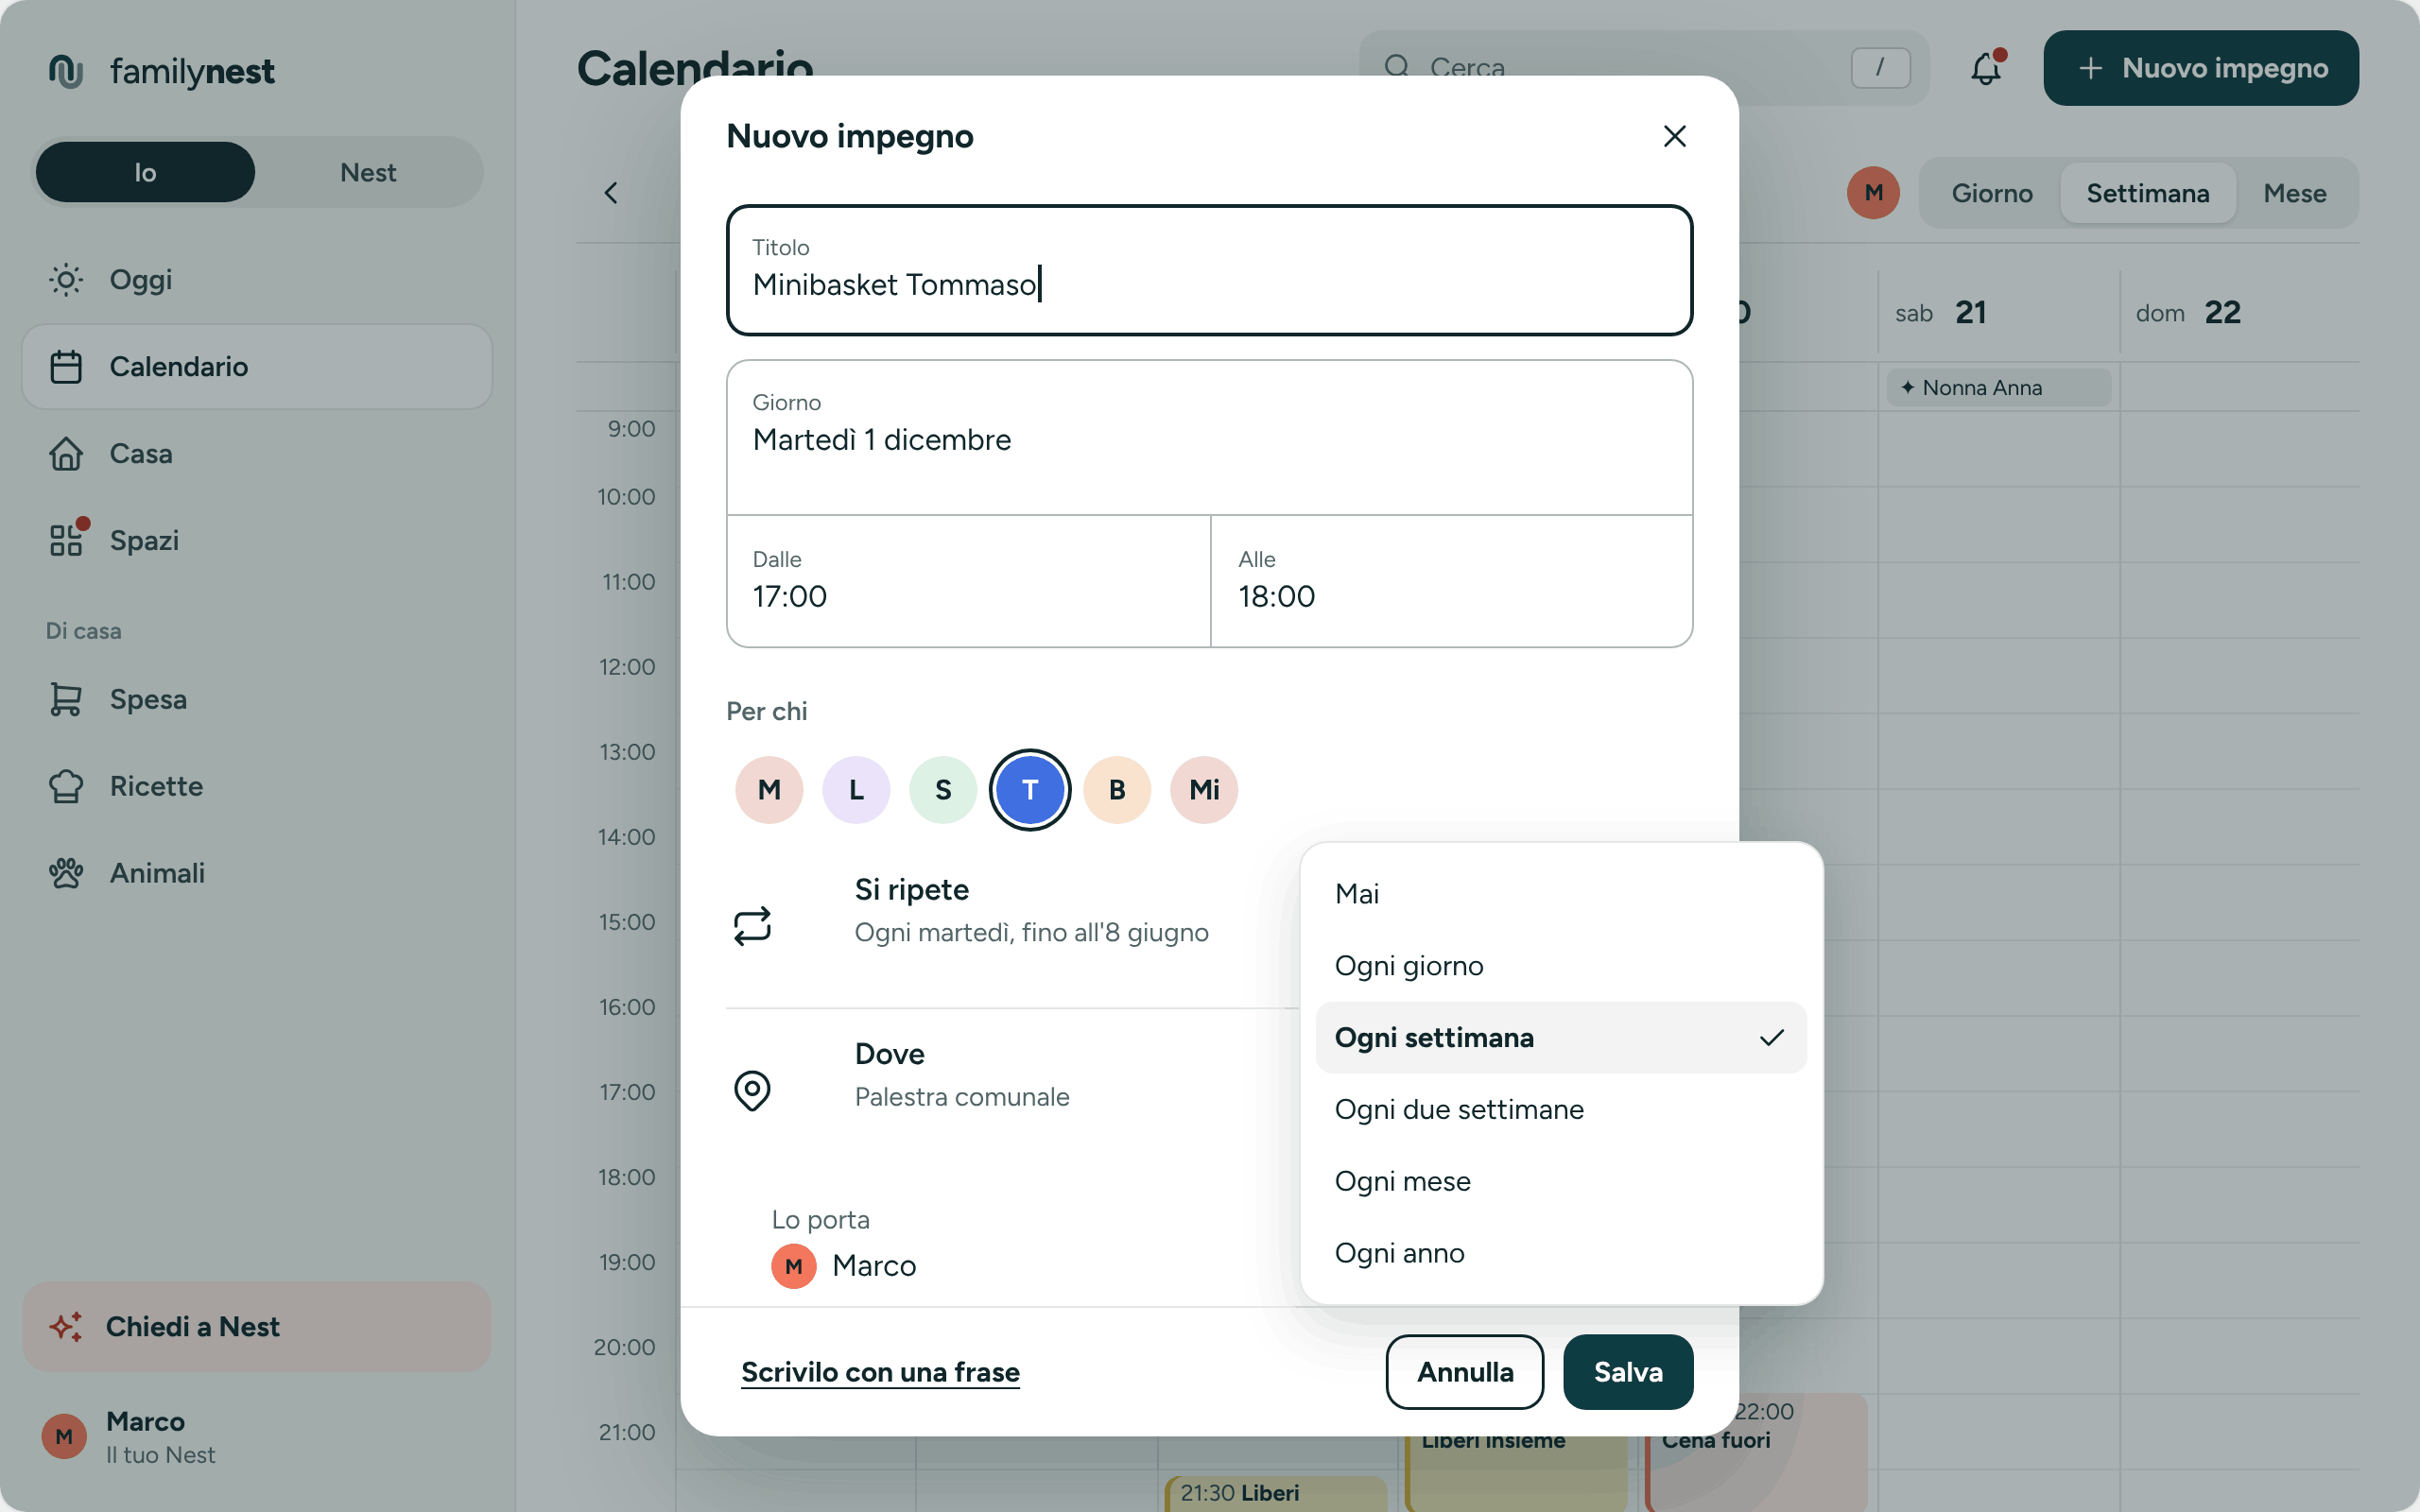 familynest
Io
Nest
Oggi
Calendario
Casa
Spazi
Di casa
Spesa
Ricette
Animali
Chiedi a Nest
M
Marco
Il tuo Nest
Calendario
Cerca
/
Nuovo impegno
M
Giorno
Settimana
Mese
sab 21
dom 22
Nonna Anna
9:00
10:00
11:00
12:00
13:00
14:00
15:00
16:00
17:00
18:00
19:00
20:00
21:00
Nuovo impegno
Titolo
Minibasket Tommaso
Giorno
Martedì 1 dicembre
Dalle
17:00
Alle
18:00
Per chi
M
L
S
T
B
Mi
Si ripete
Ogni martedì, fino all'8 giugno
Dove
Palestra comunale
Lo porta
M
Marco
Mai
Ogni giorno
Ogni settimana
Ogni due settimane
Ogni mese
Ogni anno
Scrivilo con una frase
Annulla
Salva
21:30 Liberi
Liberi insieme
22:00
Cena fuori